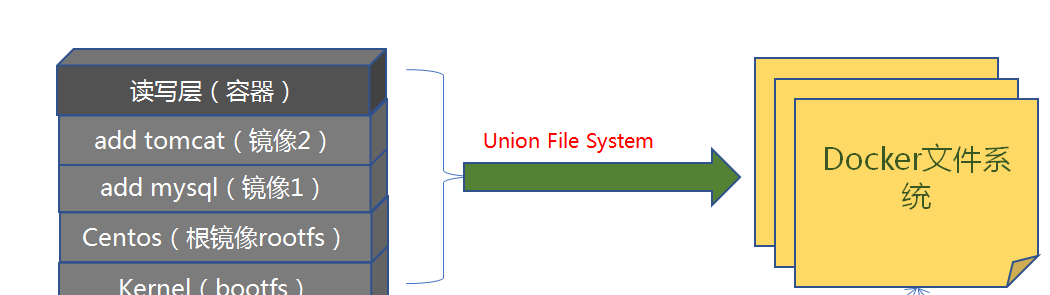 读写层（容器）
add tomcat（镜像2）
add mysql（镜像1）
Centos（根镜像rootfs）
Kernel（bootfs）
Union File System
Docker文件系
统